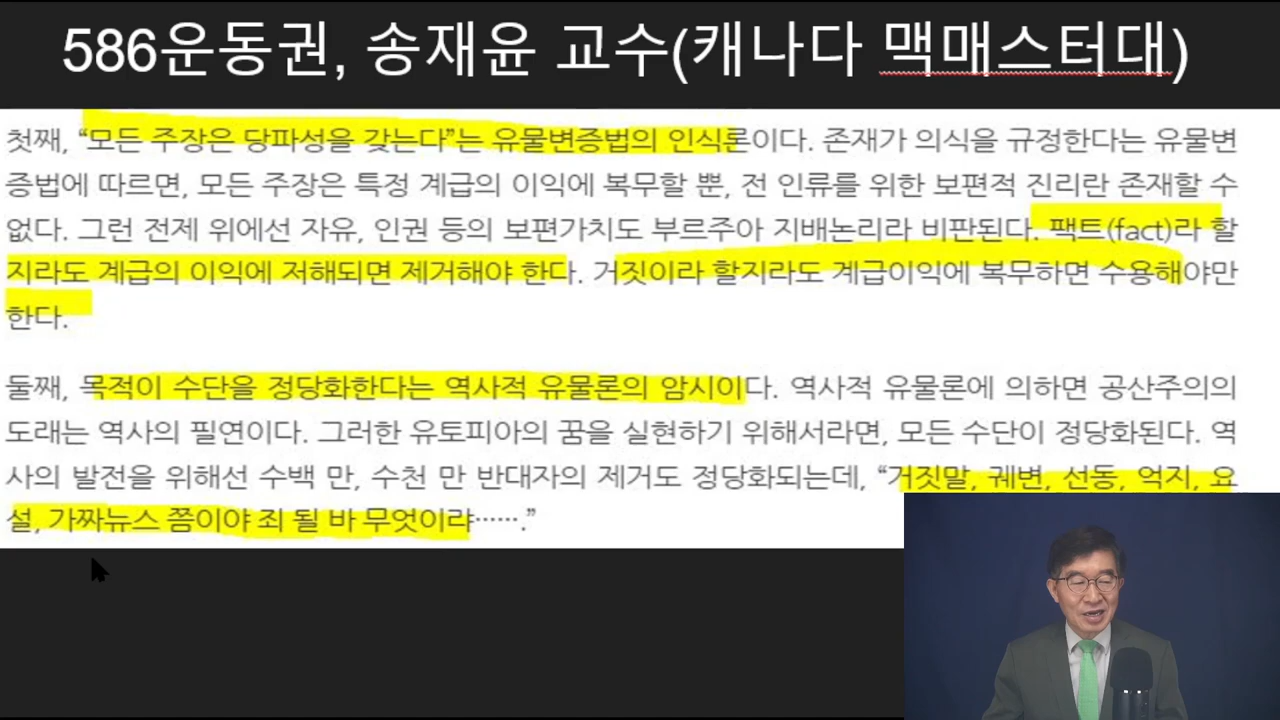 586운동권, 송재윤 교수(캐나다 맥매스터대)
첫째, “모든 주장은 당파성을 갖는다”는 유물변증법의 인식론이다. 존재가 의식을 규정한다는 유물변
증법에 따르면, 모든 주장은 특정 계급의 이익에 복무할 뿐, 전 인류를 위한 보편적 진리란 존재할 수
없다. 그런 전제 위에선 자유, 인권 등의 보편가치도 부르주아 지배논리라 비판된다. 팩트(fact)라 할
지라도 계급의 이익에 저해되면 제거해야 한다. 거짓이라 할지라도 계급이익에 복무하면 수용해야만
한다.
둘째, 목적이 수단을 정당화한다는 역사적 유물론의 암시이다. 역사적 유물론에 의하면 공산주의의
도래는 역사의 필연이다. 그러한 유토피아의 꿈을 실현하기 위해서라면, 모든 수단이 정당화된다. 역
사의 발전을 위해선 수백 만, 수천 만 반대자의 제거도 정당화되는데, “거짓말, 궤변, 선동, 억지, 요
설, 가짜뉴스 쯤이야 죄 될 바 무엇이랴…….”